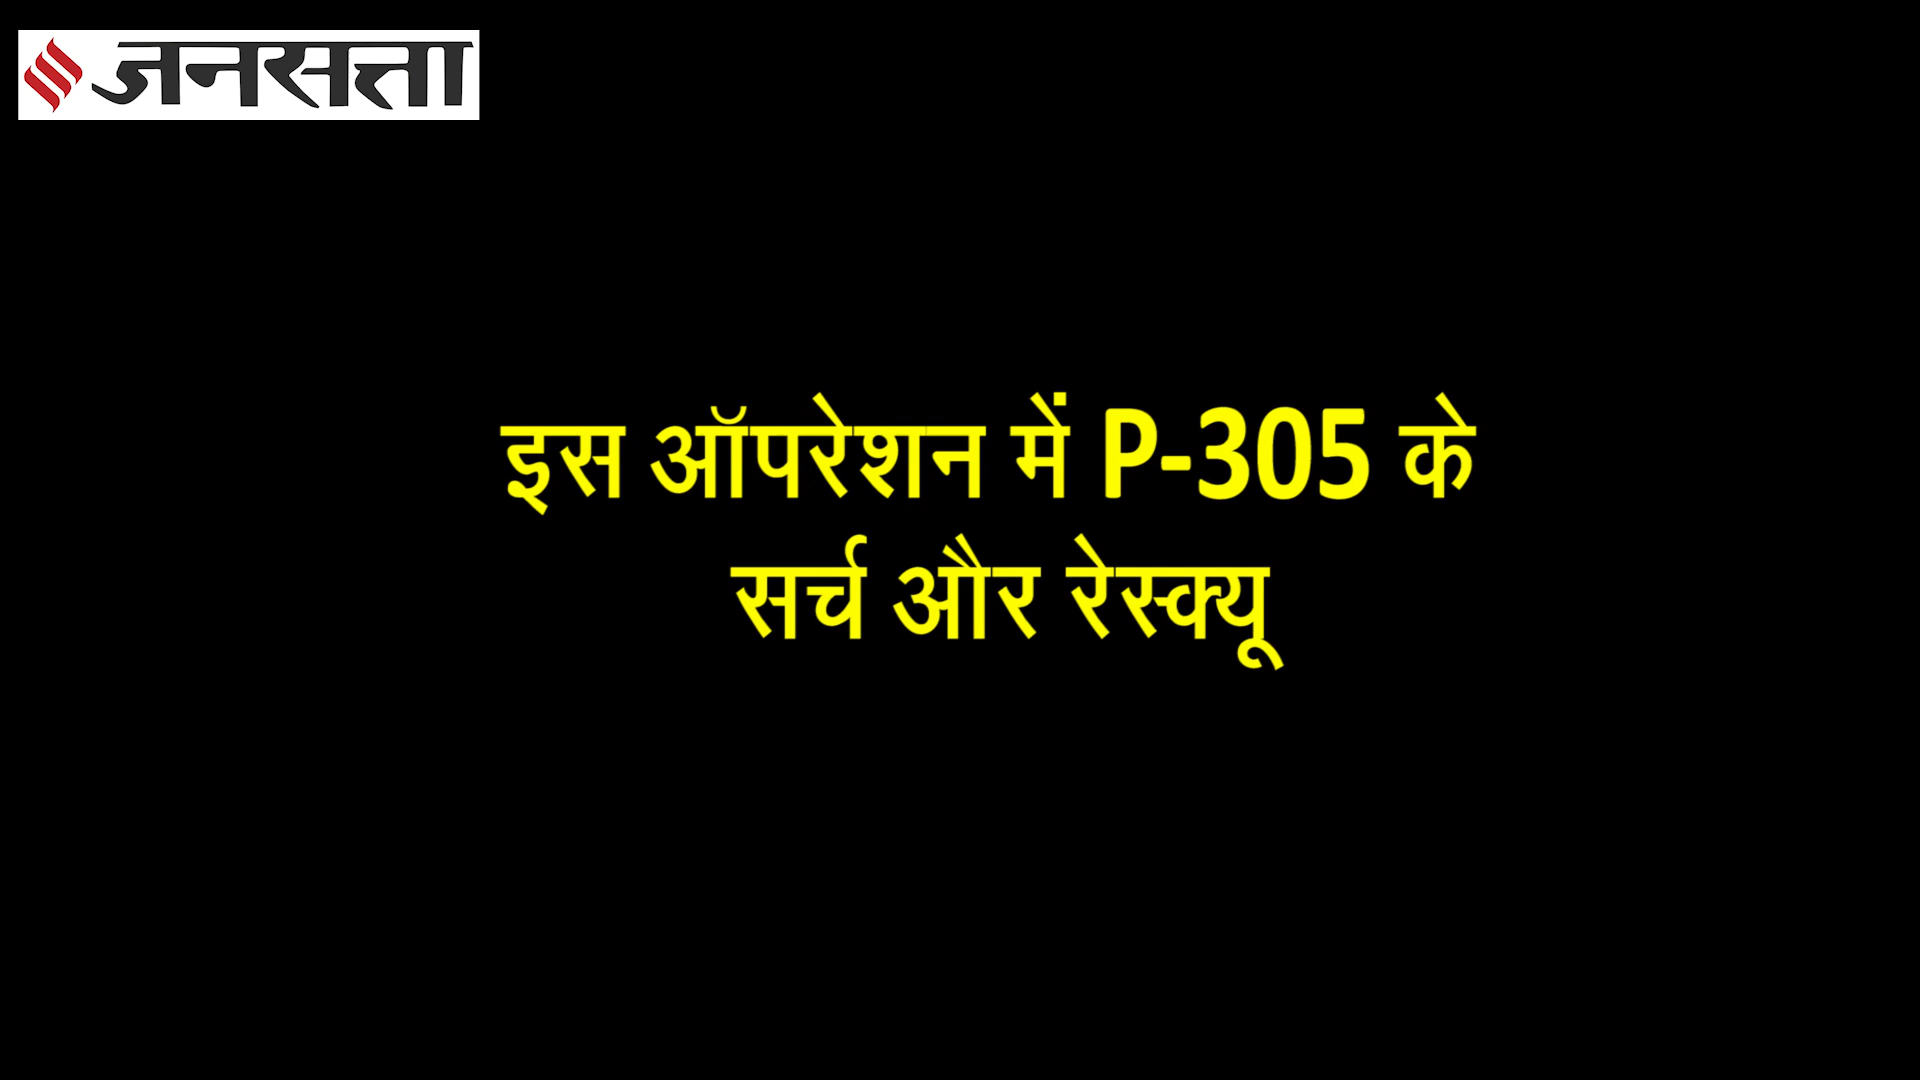 जनसत्ता
इस ऑपरेशन में P-305 के
सर्च और रेस्क्यू